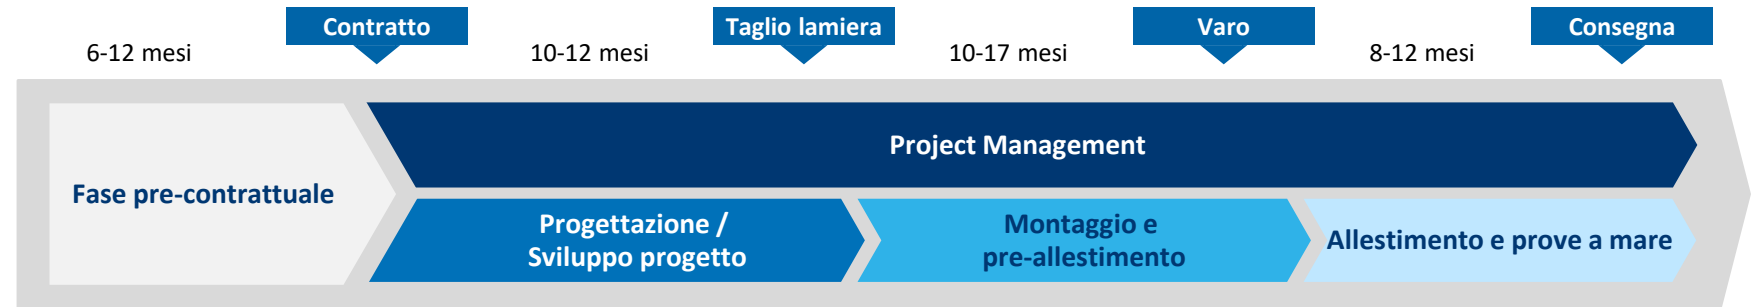 Contratto
Taglio lamiera
Varo
Consegna
6-12 mesi
10-12 mesi
10-17 mesi
8-12 mesi
Project Management
Fase pre-contrattuale
Progettazione /
Sviluppo progetto
Montaggio e
pre-allestimento
Allestimento e prove a mare